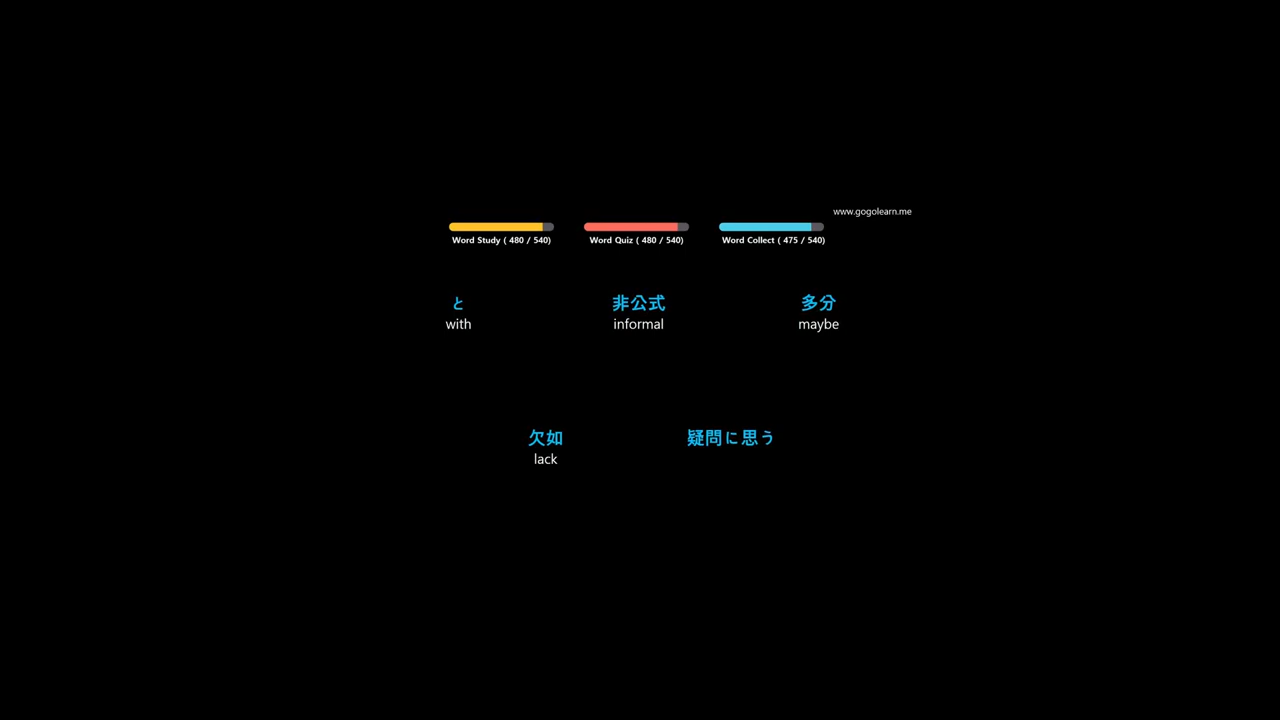 www.gogolearn.me
Word Study ( 480 / 540)
Word Quiz ( 480 / 540)
Word Collect ( 475 / 540)
と
with
非公式
informal
多分
maybe
欠如
lack
疑問に思う